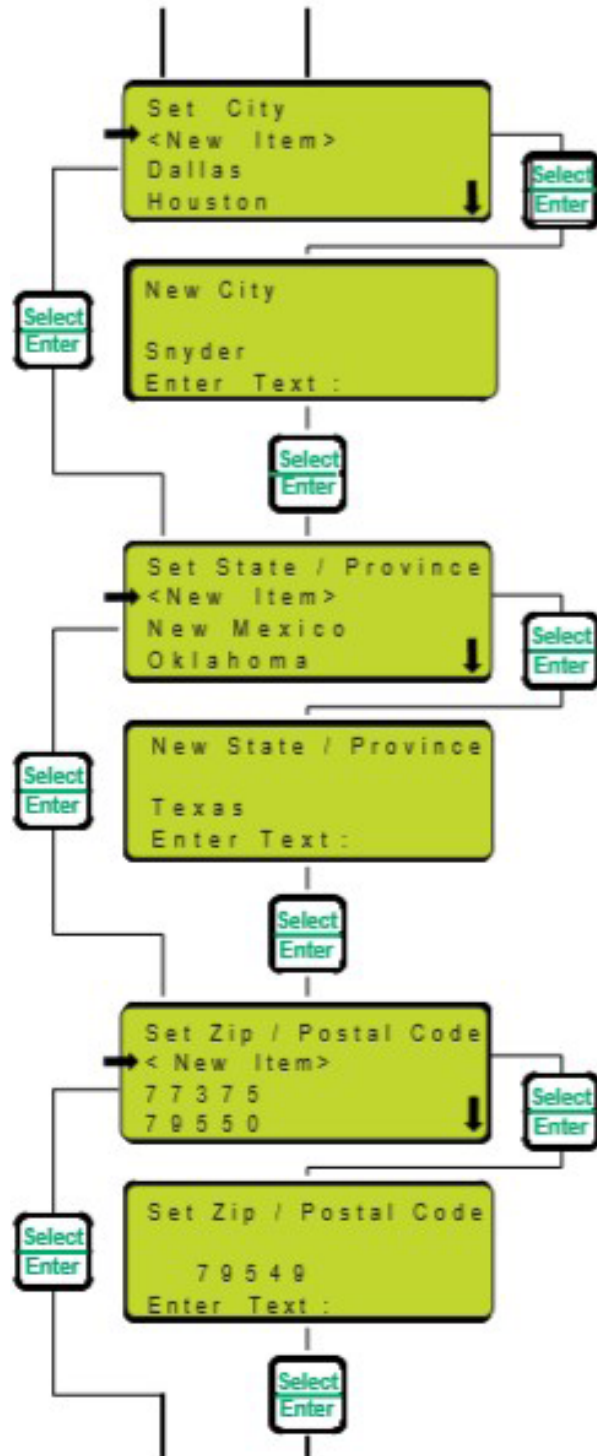 Set City
<New Item>
Dallas
Houston
Select
Enter
New City
Snyder
Enter Text :
Select
Enter
Select
Enter
Set State / Province
<New Item>
New Mexico
Oklahoma
Select
Enter
New State / Province
Texas
Enter Text :
Select
Enter
Select
Enter
Set Zip / Postal Code
< New Item>
77375
79550
Select
Enter
Set Zip / Postal Code
79549
Enter Text :
Select
Enter
Select
Enter